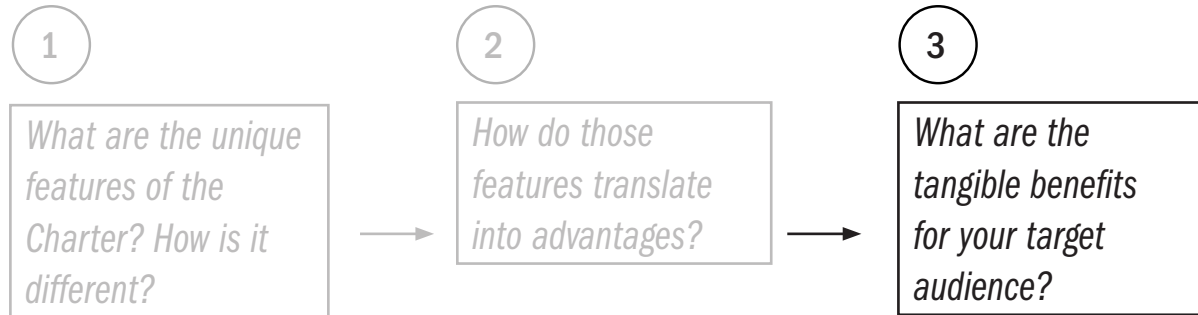 1
What are the unique
features of the
Charter? How is it
different?
2
How do those
features translate
into advantages?
3
What are the
tangible benefits
for your target
audience?